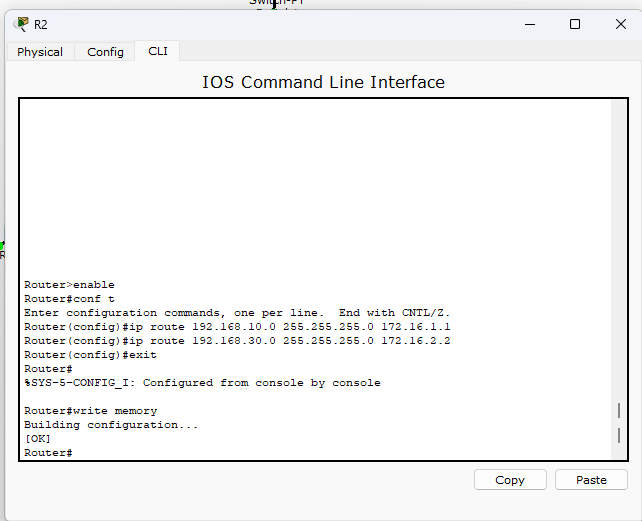 Switch-PT
R2
Physical Config CLI
IOS Command Line Interface
Router>enable
Router#conf t
Enter configuration commands, one per line.  End with CNTL/Z.
Router(config)#ip route 192.168.10.0 255.255.255.0 172.16.1.1
Router(config)#ip route 192.168.30.0 255.255.255.0 172.16.2.2
Router(config)#exit
Router#
%SYS-5-CONFIG_I: Configured from console by console
Router#write memory
Building configuration...
[OK]
Router#
Copy Paste